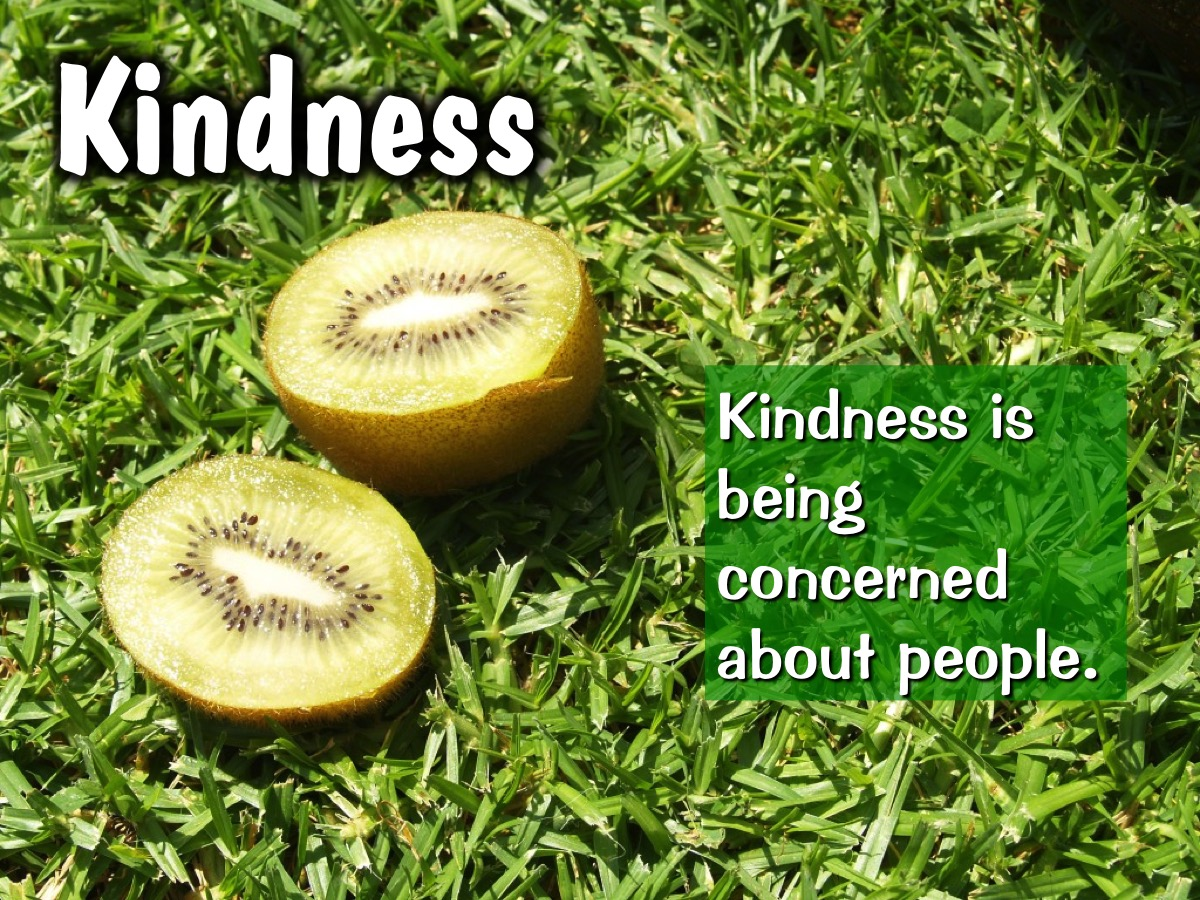 Kindness
Kindness is
being
concerned
about people.